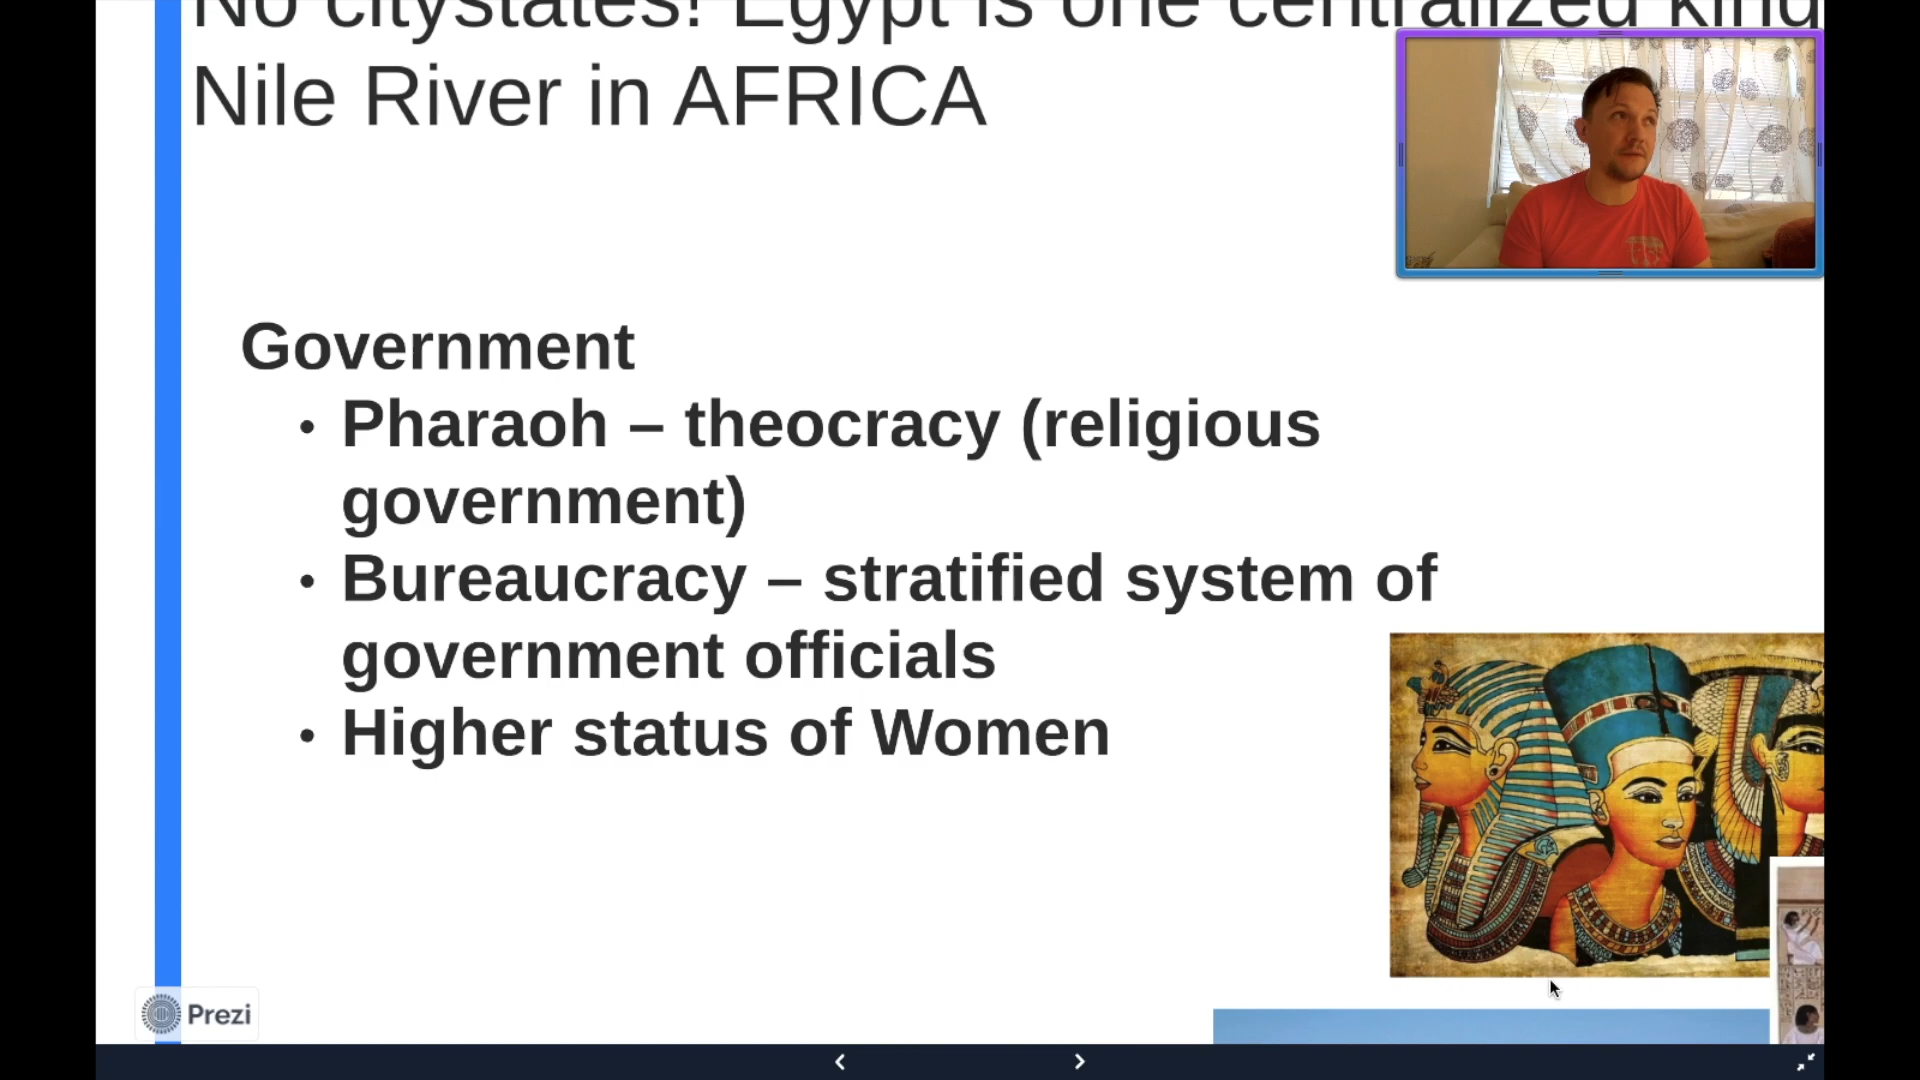 No citystates! Egypt is one centralized king
Nile River in AFRICA
Government
• Pharaoh – theocracy (religious
government)
• Bureaucracy – stratified system of
government officials
• Higher status of Women
Prezi